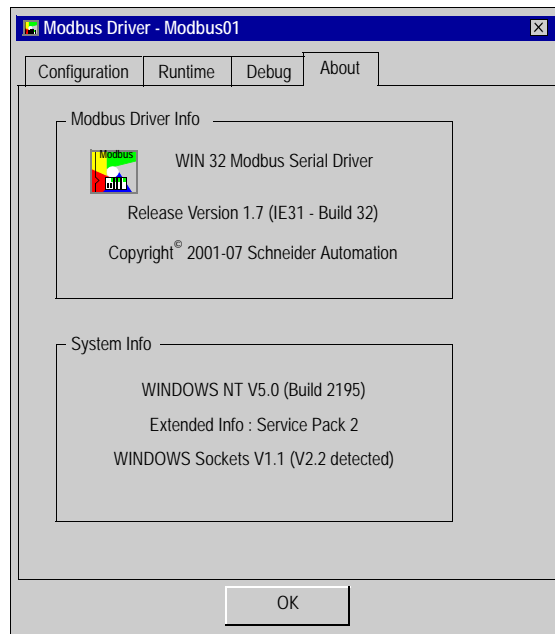 Modbus Driver - Modbus01
Configuration
Runtime
Debug
About
Modbus Driver Info
Modbus
WIN 32 Modbus Serial Driver
Release Version 1.7 (IE31 - Build 32)
Copyright© 2001-07 Schneider Automation
System Info
WINDOWS NT V5.0 (Build 2195)
Extended Info : Service Pack 2
WINDOWS Sockets V1.1 (V2.2 detected)
OK